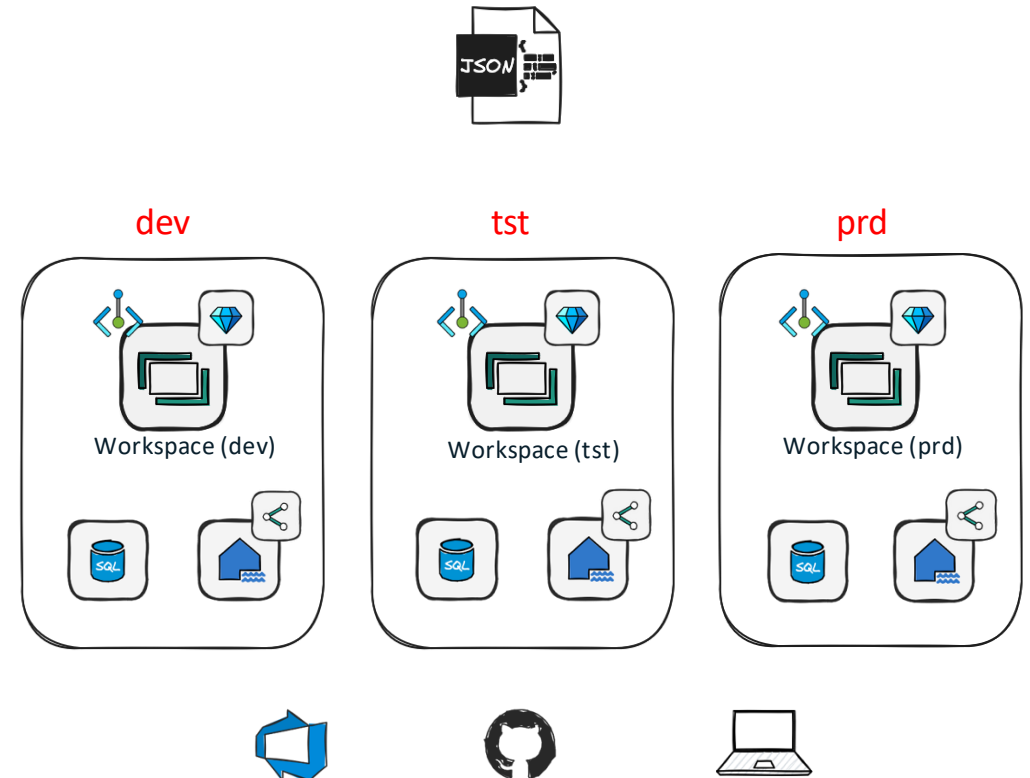 JSON
dev
tst
prd
Workspace (dev)
Workspace (tst)
Workspace (prd)
SQL
SQL
SQL